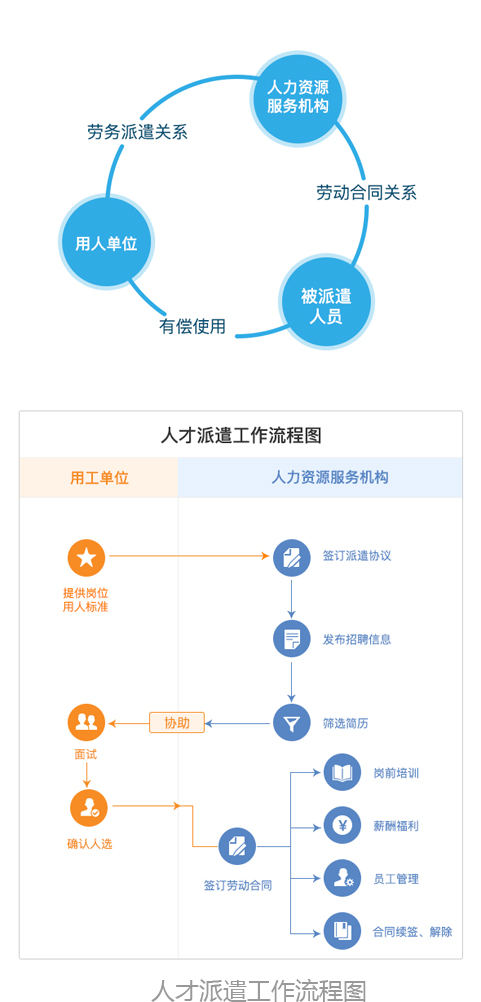 人力资源
服务机构
劳务派遣关系
劳动合同关系
用人单位
被派遣
人员
有偿使用
人才派遣工作流程图
用工单位
人力资源服务机构
签订派遣协议
提供岗位
用人标准
发布招聘信息
协助
筛选简历
面试
岗前培训
薪酬福利
确认人选
签订劳动合同
员工管理
合同续签、解除
人才派遣工作流程图